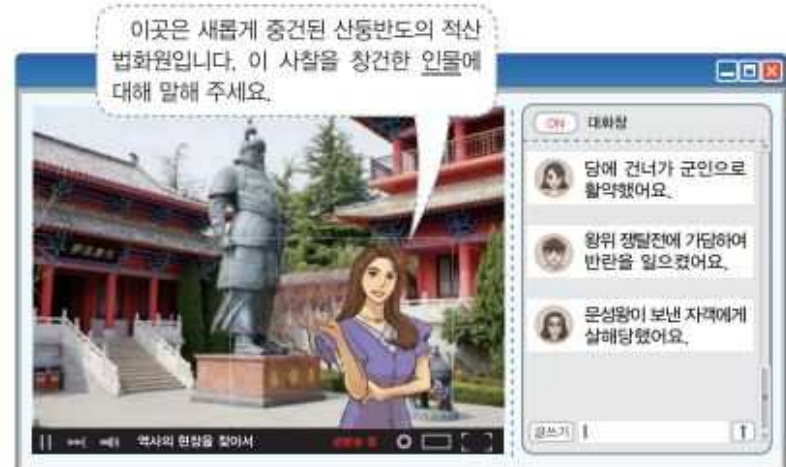 이곳은 새롭게 중건된 산둥반도의 적산
법화원입니다. 이 사찰을 창건한 인물에
대해 말해 주세요.
ON 대화창
당에 건너가 군인으로
활약했어요.
왕위 쟁탈전에 가담하여
반란을 일으켰어요.
문성왕이 보낸 자객에게
살해당했어요.
역사의 현장을 찾아서
글쓰기